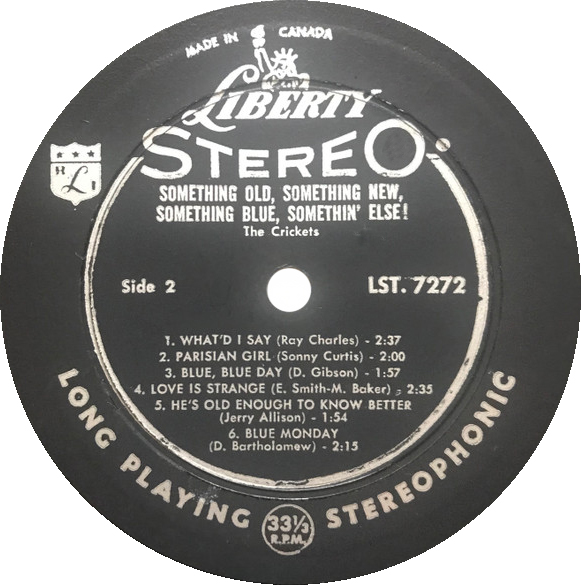 MADE IN CANADA
LIBERTY
STEREO
SOMETHING OLD, SOMETHING NEW,
SOMETHING BLUE, SOMETHIN' ELSE!
The Crickets
Side 2
LST. 7272
1. WHAT'D I SAY (Ray Charles) - 2:37
2. PARISIAN GIRL (Sonny Curtis) - 2:00
3. BLUE, BLUE DAY (D. Gibson) - 1:57
4. LOVE IS STRANGE (E. Smith-M. Baker) - 2:35
5. HE'S OLD ENOUGH TO KNOW BETTER
(Jerry Allison) - 1:54
6. BLUE MONDAY
(D. Bartholomew) - 2:15
LONG PLAYING 33⅓ R.P.M. STEREOPHONIC